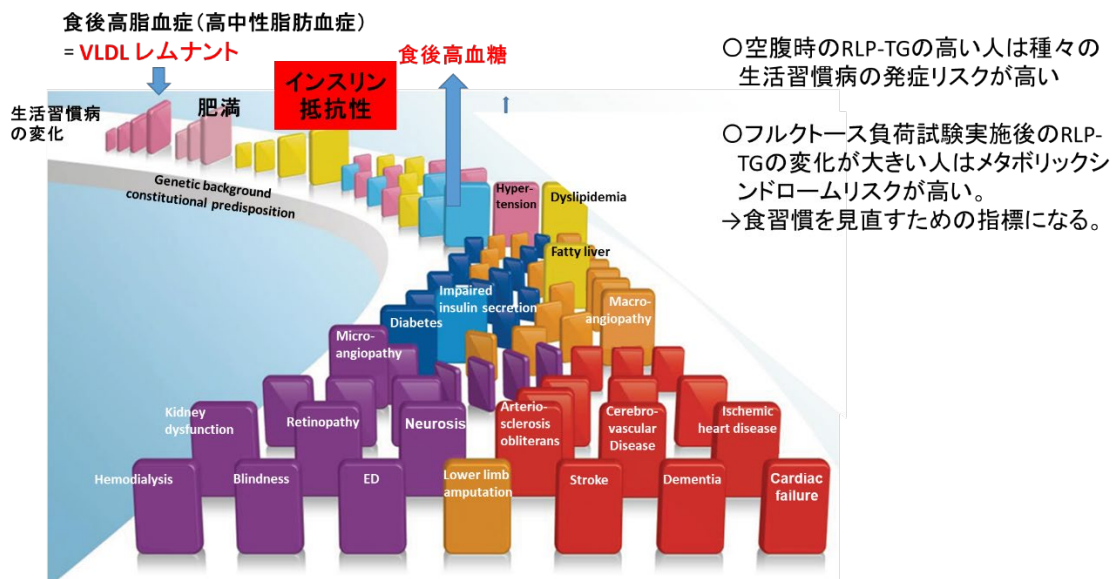 食後高脂血症(高中性脂肪血症)
= VLDL レムナント
食後高血糖
生活習慣病
の変化
肥満
インスリン
抵抗性
Genetic background
constitutional predisposition
Hyper-
tension
Dyslipidemia
Fatty liver
Impaired
insulin secretion
Macro-
angiopathy
Diabetes
Micro-
angiopathy
Kidney
dysfunction
Retinopathy
Neurosis
Arterio-
sclerosis
obliterans
Cerebro-
vascular
Disease
Ischemic
heart disease
Hemodialysis
Blindness
ED
Lower limb
amputation
Stroke
Dementia
Cardiac
failure
○空腹時のRLP-TGの高い人は種々の
生活習慣病の発症リスクが高い
○フルクトース負荷試験実施後のRLP-
TGの変化が大きい人はメタボリックシ
ンドロームリスクが高い。
→食習慣を見直すための指標になる。